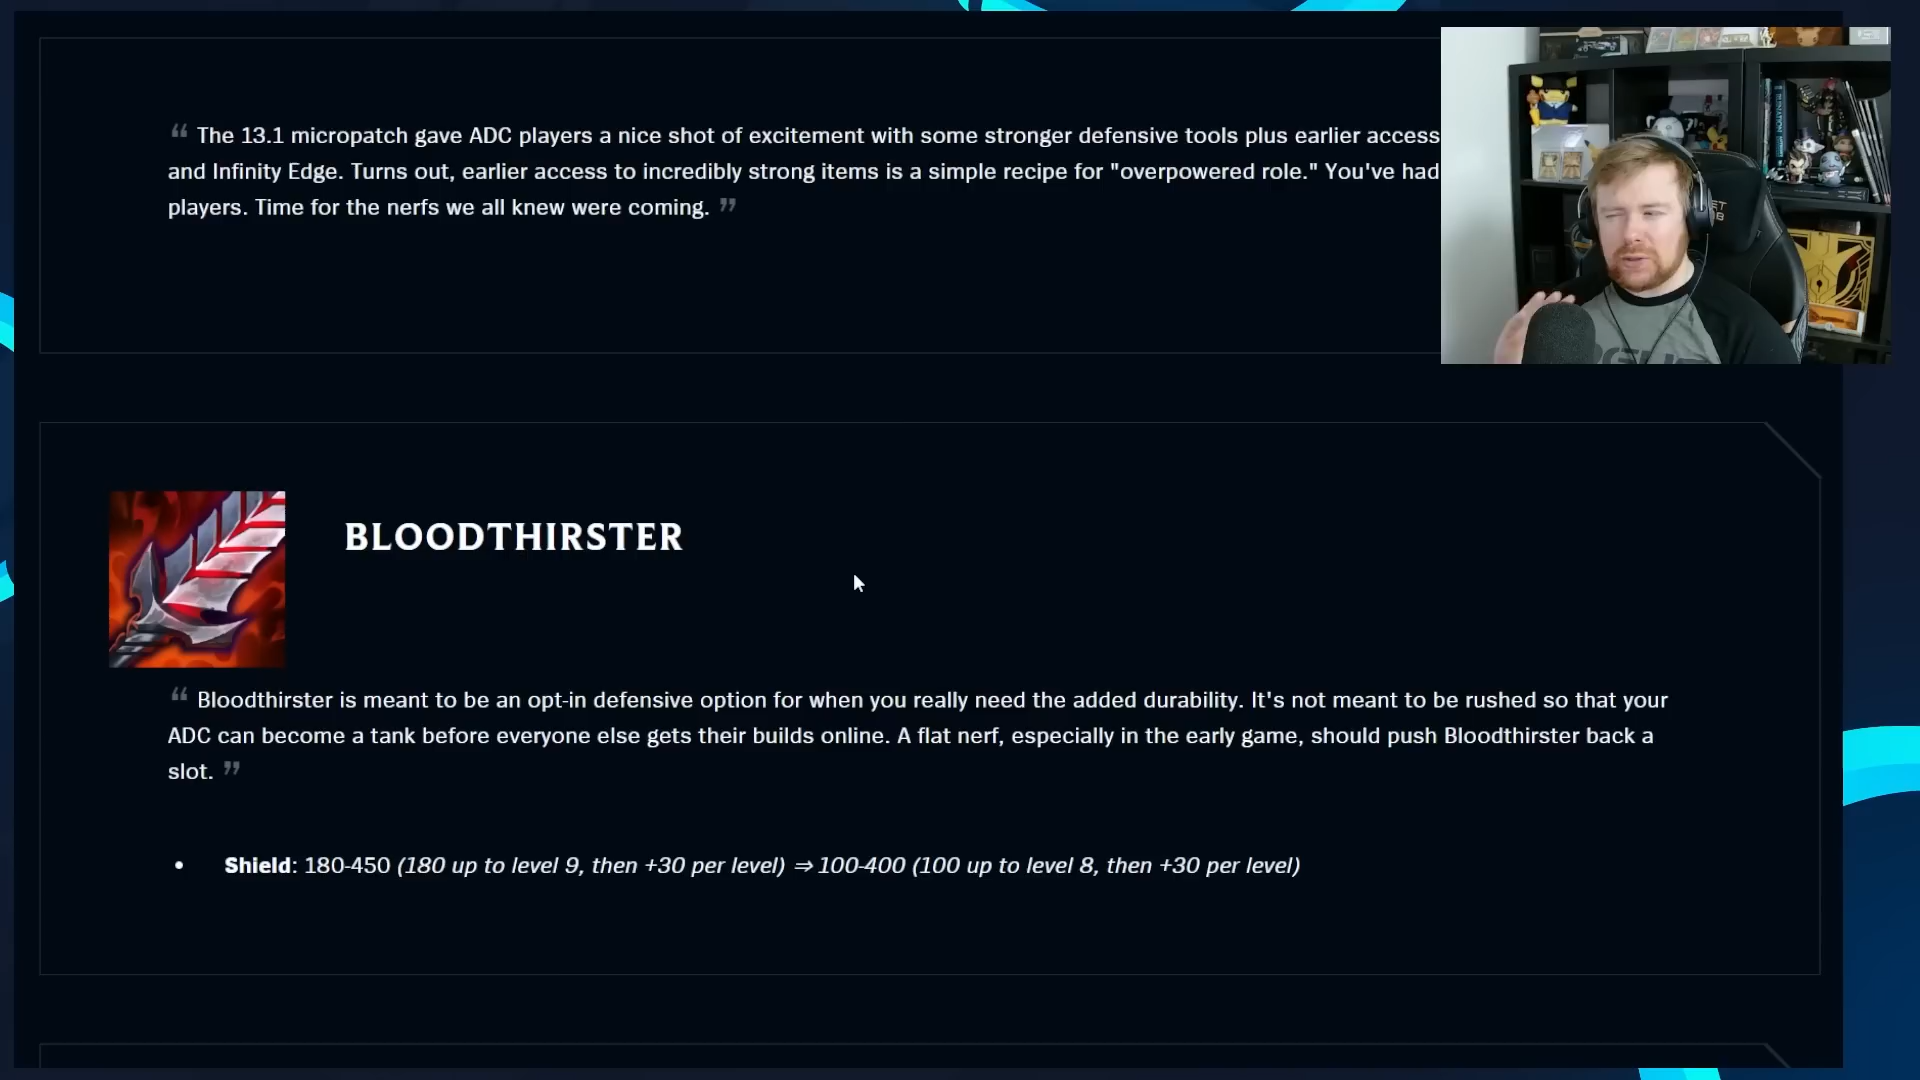 “ The 13.1 micropatch gave ADC players a nice shot of excitement with some stronger defensive tools plus earlier access
and Infinity Edge. Turns out, earlier access to incredibly strong items is a simple recipe for "overpowered role." You've had
players. Time for the nerfs we all knew were coming. ”
BLOODTHIRSTER
“ Bloodthirster is meant to be an opt-in defensive option for when you really need the added durability. It's not meant to be rushed so that your
ADC can become a tank before everyone else gets their builds online. A flat nerf, especially in the early game, should push Bloodthirster back a
slot. ”
• Shield: 180-450 (180 up to level 9, then +30 per level) ⇒ 100-400 (100 up to level 8, then +30 per level)